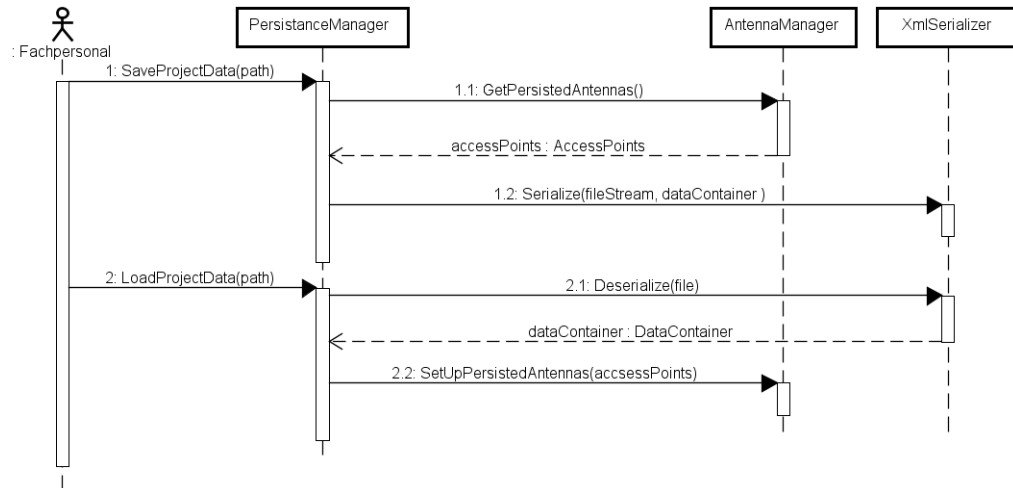 : Fachpersonal
PersistanceManager
AntennaManager
XmlSerializer
1: SaveProjectData(path)
1.1: GetPersistedAntennas()
accessPoints : AccessPoints
1.2: Serialize(fileStream, dataContainer )
2: LoadProjectData(path)
2.1: Deserialize(file)
dataContainer : DataContainer
2.2: SetUpPersistedAntennas(accsessPoints)